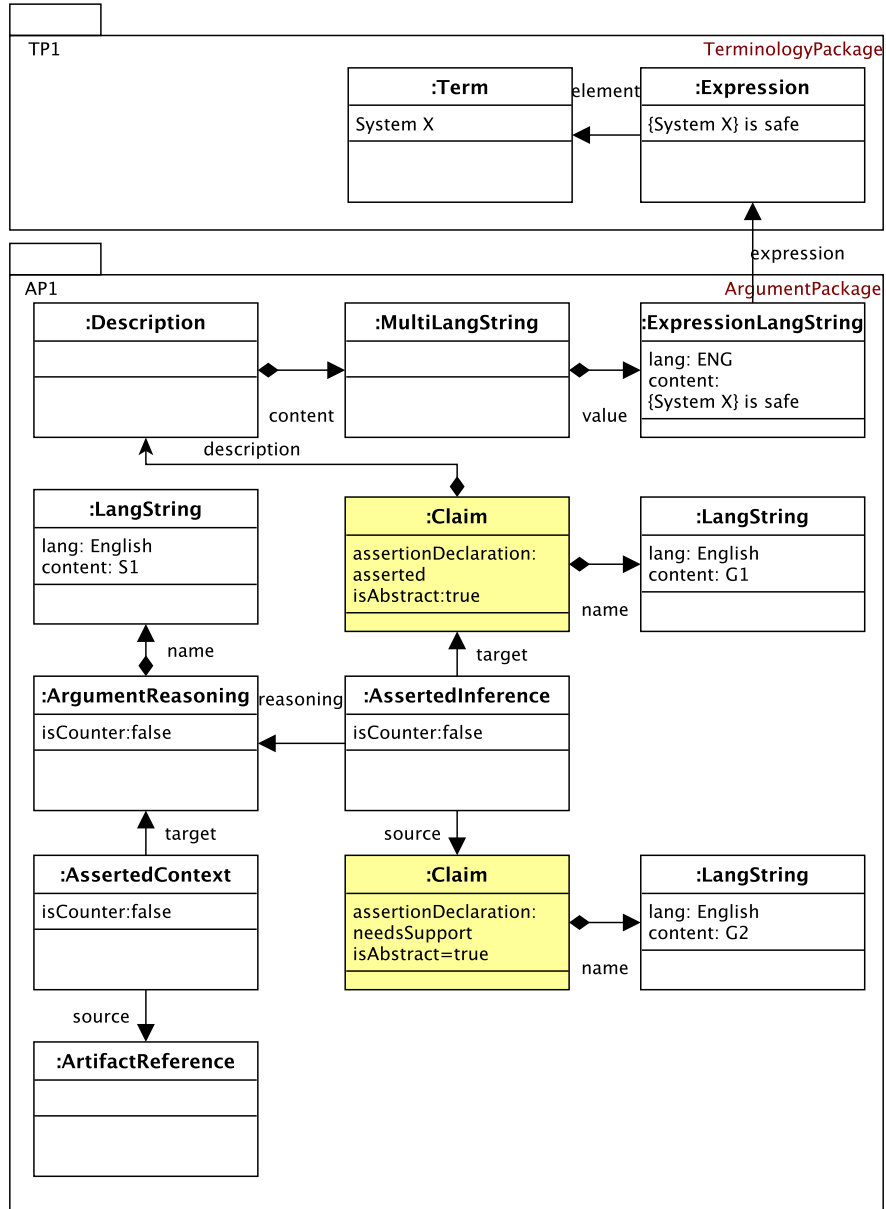 TP1
TerminologyPackage
:Term
System X
element
:Expression
{System X} is safe
expression
AP1
ArgumentPackage
:Description
content
:MultiLangString
value
:ExpressionLangString
lang: ENG
content:
{System X} is safe
description
:LangString
lang: English
content: S1
:Claim
assertionDeclaration:
asserted
isAbstract:true
name
:LangString
lang: English
content: G1
name
target
:ArgumentReasoning
isCounter:false
reasoning
:AssertedInference
isCounter:false
target
source
:AssertedContext
isCounter:false
:Claim
assertionDeclaration:
needsSupport
isAbstract=true
name
:LangString
lang: English
content: G2
source
:ArtifactReference